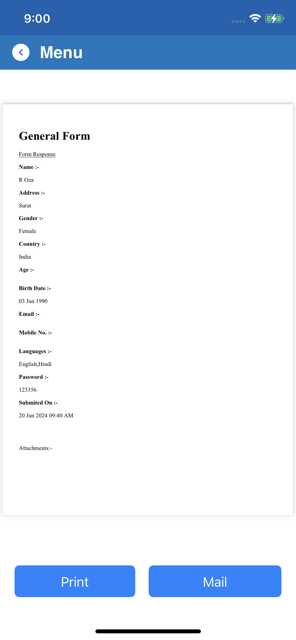 9:00
Menu
General Form
Form Response
Name :-
R Oza
Address :-
Surat
Gender :-
Female
Country :-
India
Age :-
Birth Date :-
03 Jun 1990
Email :-
Mobile No. :-
Languages :-
English,Hindi
Password :-
123356
Submited On :-
20 Jun 2024 09:40 AM
Attachments:-
Print
Mail